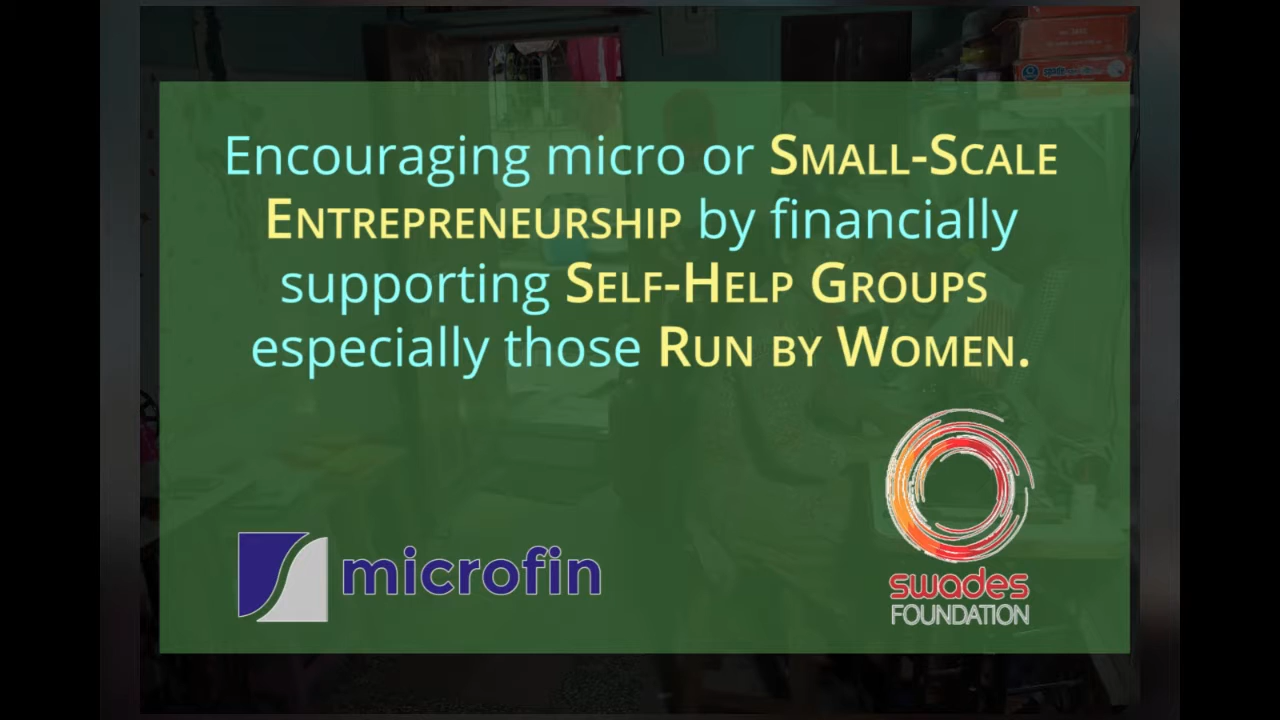 Encouraging micro or SMALL-SCALE
ENTREPRENEURSHIP by financially
supporting SELF-HELP GROUPS
especially those RUN BY WOMEN.
microfin
swades
FOUNDATION